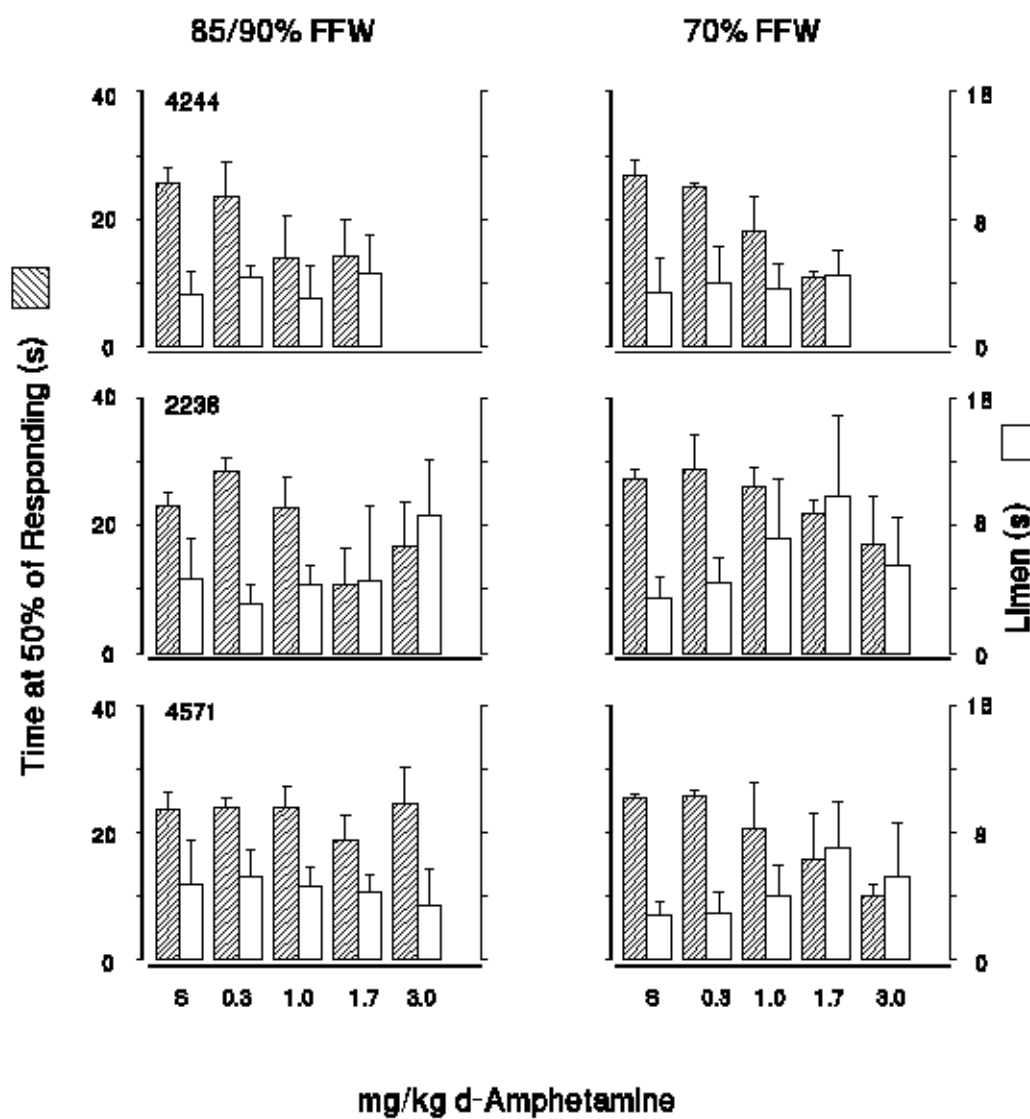 85/90% FFW 70% FFW
40 4244 16
20 8
0 0
40 2236 16
20 8
0 0
40 4571 16
20 8
0 0
S 0.3 1.0 1.7 3.0 S 0.3 1.0 1.7 3.0
mg/kg d-Amphetamine
Time at 50% of Responding (s)
Limen (s)